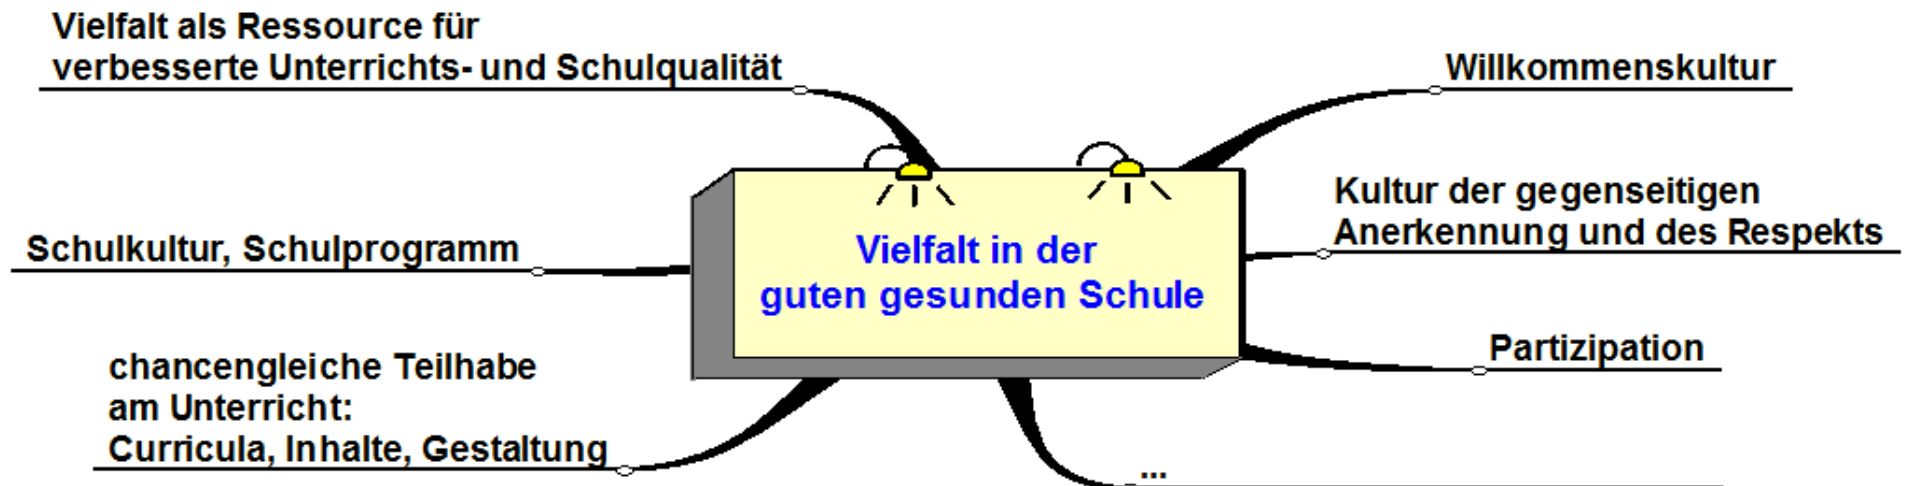 Vielfalt als Ressource für
verbesserte Unterrichts- und Schulqualität
Willkommenskultur
Kultur der gegenseitigen
Anerkennung und des Respekts
Schulkultur, Schulprogramm
Vielfalt in der
guten gesunden Schule
Partizipation
chancengleiche Teilhabe
am Unterricht:
Curricula, Inhalte, Gestaltung
...